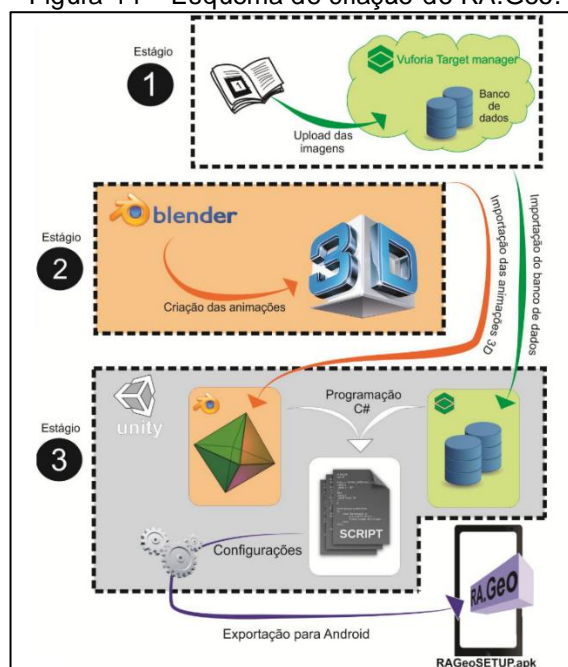 Figura 44 – Esquema de criação do RA.Geo.
Estágio
1
Vuforia Target manager
Banco
de
dados
Upload das
imagens
Estágio
2
blender
3D
Criação das animações
Importação das animações 3D
Importação do banco de dados
Estágio
3
unity
Programação
C#
SCRIPT
Configurações
RA.Geo
Exportação para Android
RAGeoSETUP.apk